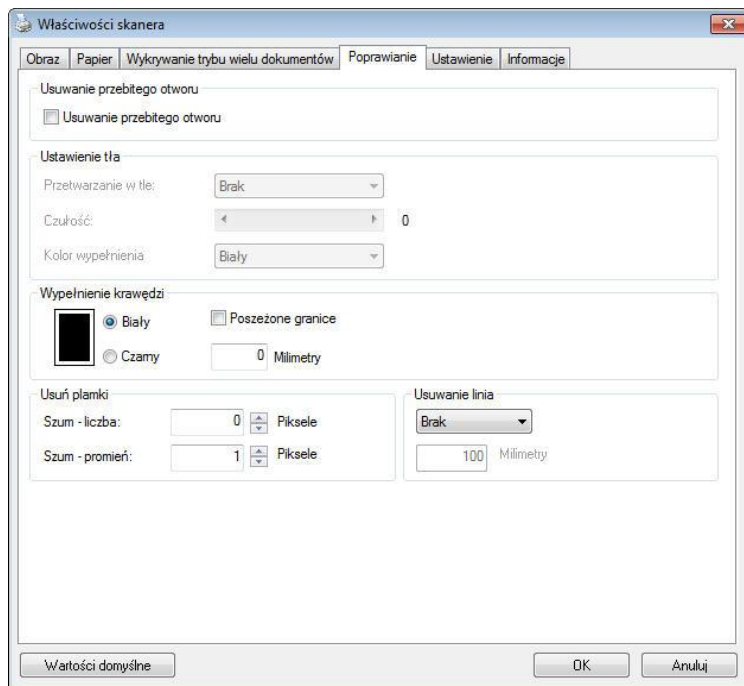 Właściwości skanera
Obraz Papier Wykrywanie trybu wielu dokumentów Poprawianie Ustawienie Informacje
Usuwanie przebitego otworu
Usuwanie przebitego otworu
Ustawienie tła
Przetwarzanie w tle: Brak
Czułość: 0
Kolor wypełnienia Biały
Wypełnienie krawędzi
Biały Poszeżone granice
Czarny 0 Milimetry
Usuń plamki Usuwanie linia
Szum - liczba: 0 Piksele Brak
Szum - promień: 1 Piksele 100 Milimetry
Wartości domyślne OK Anuluj